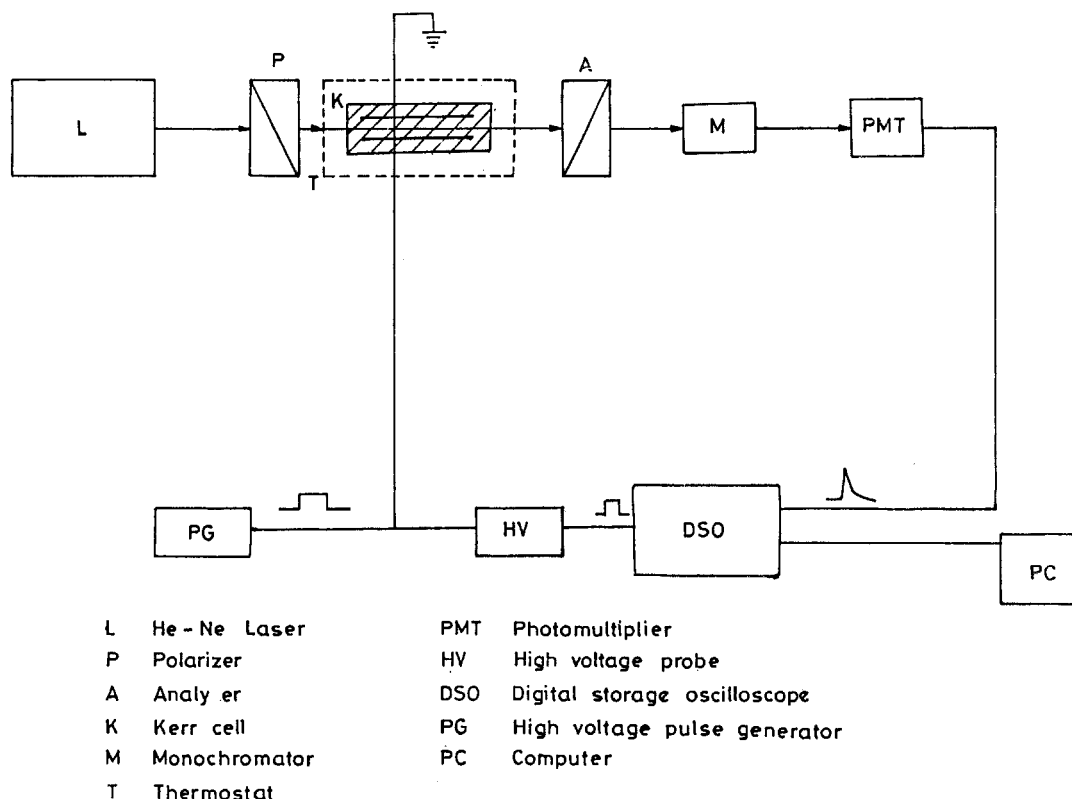 P
A
K
L
M
PMT
T
PG
HV
DSO
PC
L He-Ne Laser
PMT Photomultiplier
P Polarizer
HV High voltage probe
A Analy er
DSO Digital storage oscilloscope
K Kerr cell
PG High voltage pulse generator
M Monochromator
PC Computer
T Thermostat